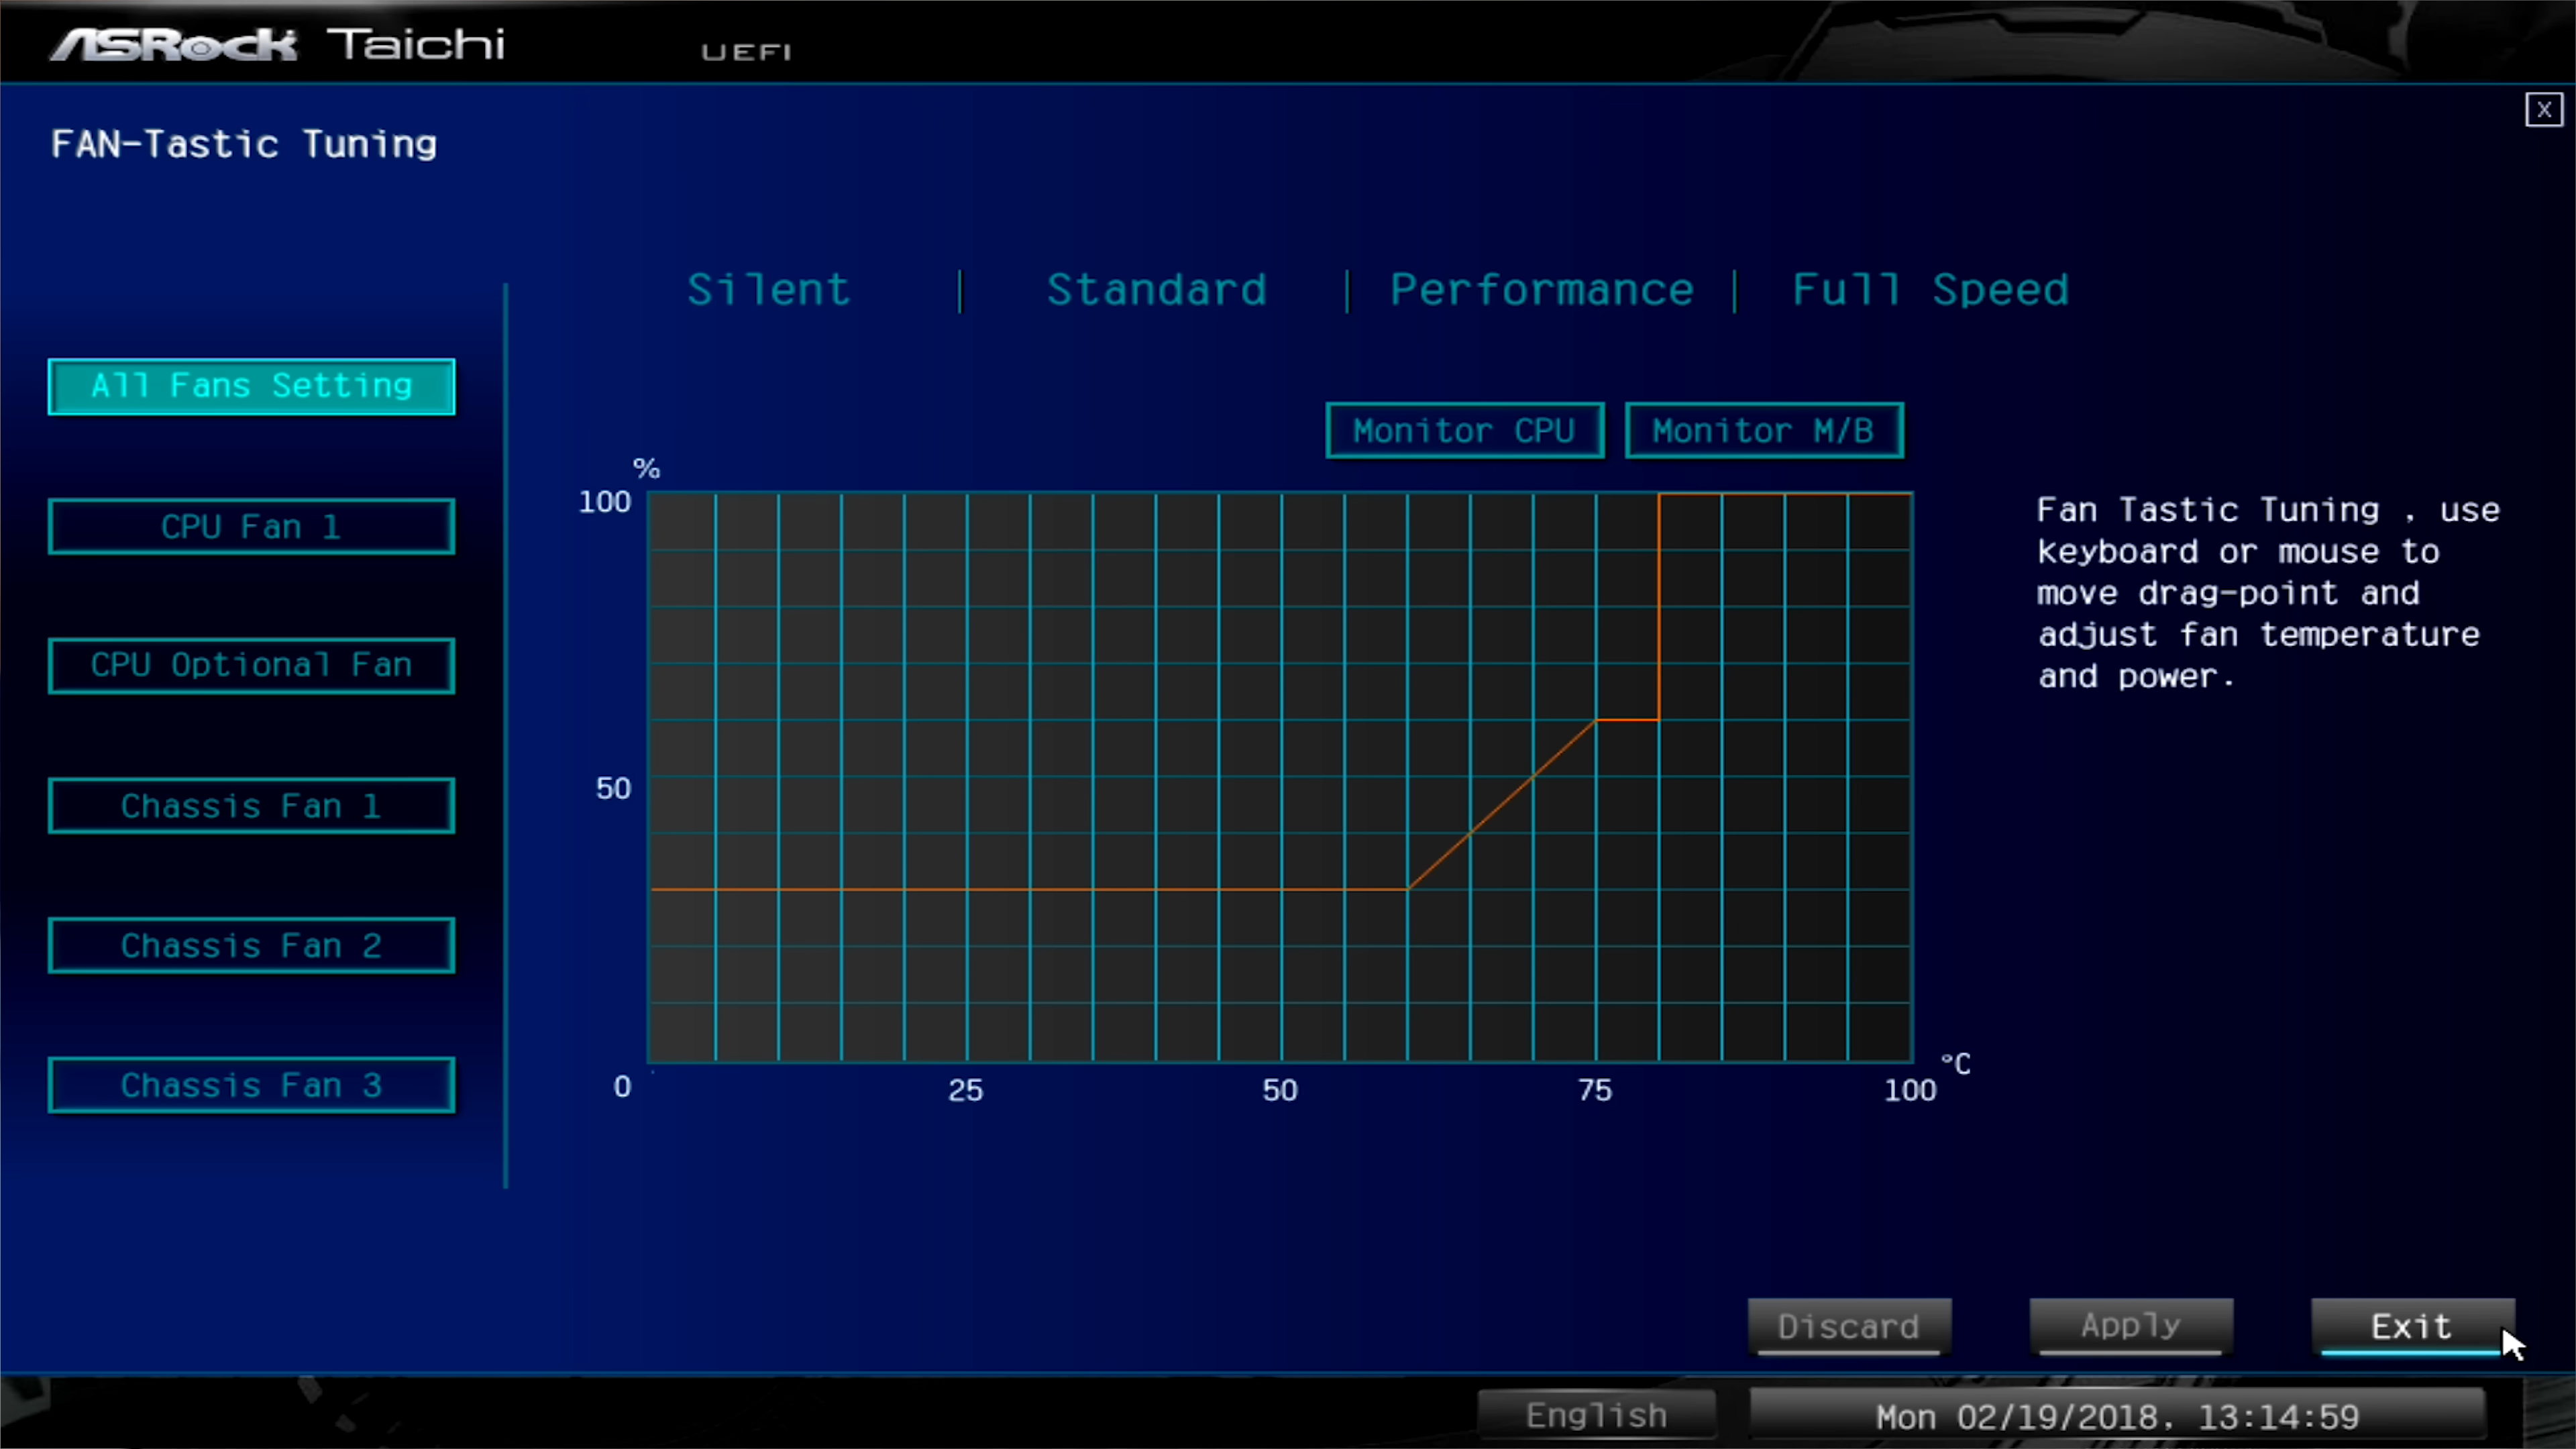 ASRock Taichi UEFI
X
FAN-Tastic Tuning
Silent | Standard | Performance | Full Speed
All Fans Setting
CPU Fan 1
CPU Optional Fan
Chassis Fan 1
Chassis Fan 2
Chassis Fan 3
Monitor CPU Monitor M/B
%
100
50
0
25 50 75 100
°C
Fan Tastic Tuning , use
keyboard or mouse to
move drag-point and
adjust fan temperature
and power.
Discard Apply Exit
English Mon 02/19/2018, 13:14:59